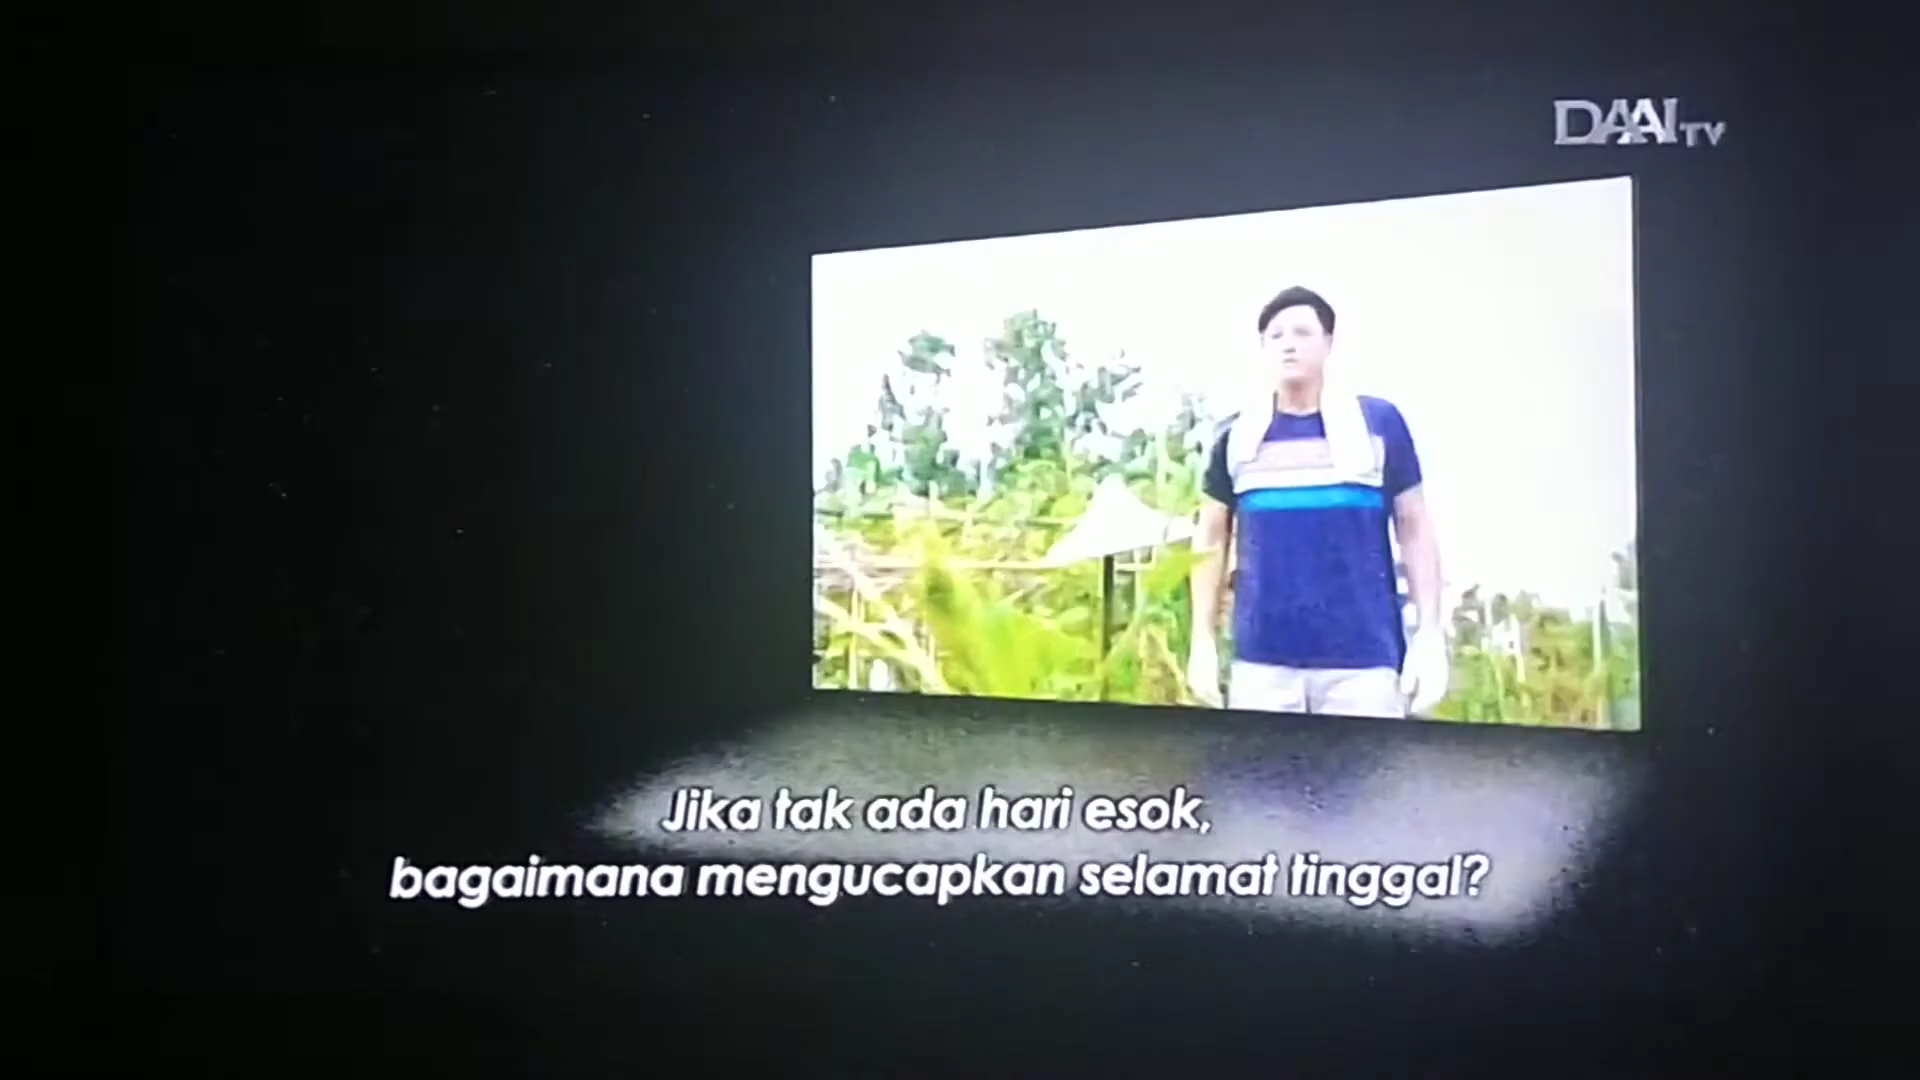 DAAI TV
Jika tak ada hari esok,
bagaimana mengucapkan selamat tinggal?